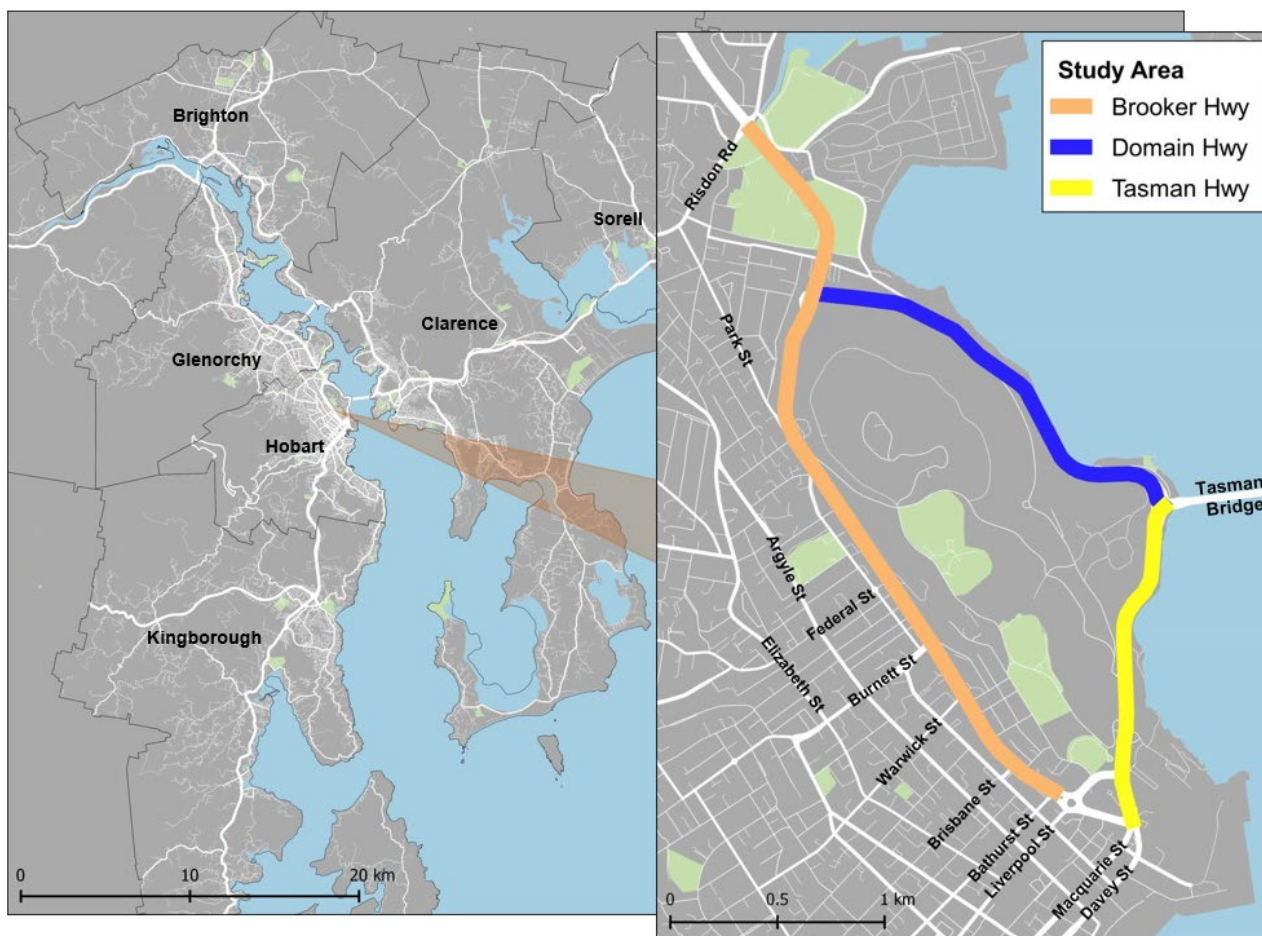 Brighton
Sorell
Clarence
Glenorchy
Hobart
Kingborough
0 10 20 km
Study Area
Brooker Hwy
Domain Hwy
Tasman Hwy
Risdon Rd
Park St
Tasman
Bridge
Argyle St
Federal St
Elizabeth St
Burnett St
Warwick St
Brisbane St
Bathurst St
Liverpool St
Macquarie St
Davey St
0 0.5 1 km